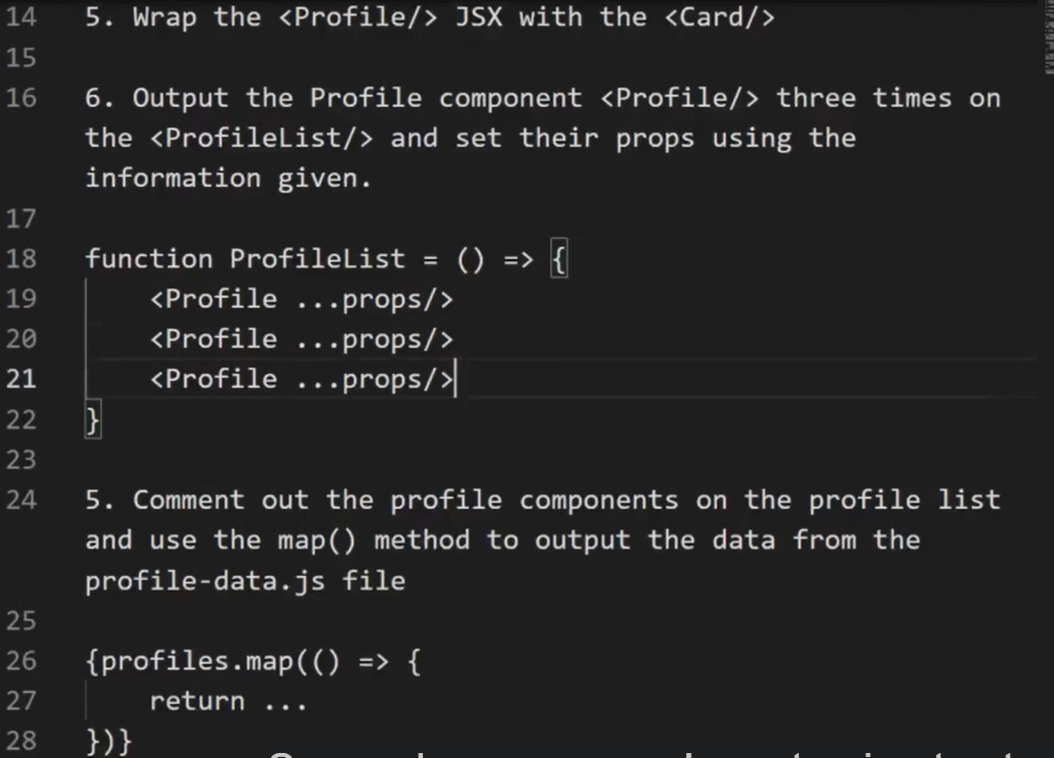 14 5. Wrap the <Profile/> JSX with the <Card/>
15
16 6. Output the Profile component <Profile/> three times on
the <ProfileList/> and set their props using the
information given.
17
18 function ProfileList = () => {
19 <Profile ...props/>
20 <Profile ...props/>
21 <Profile ...props/>
22 }
23
24 5. Comment out the profile components on the profile list
and use the map() method to output the data from the
profile-data.js file
25
26 {profiles.map(() => {
27 return ...
28 })}